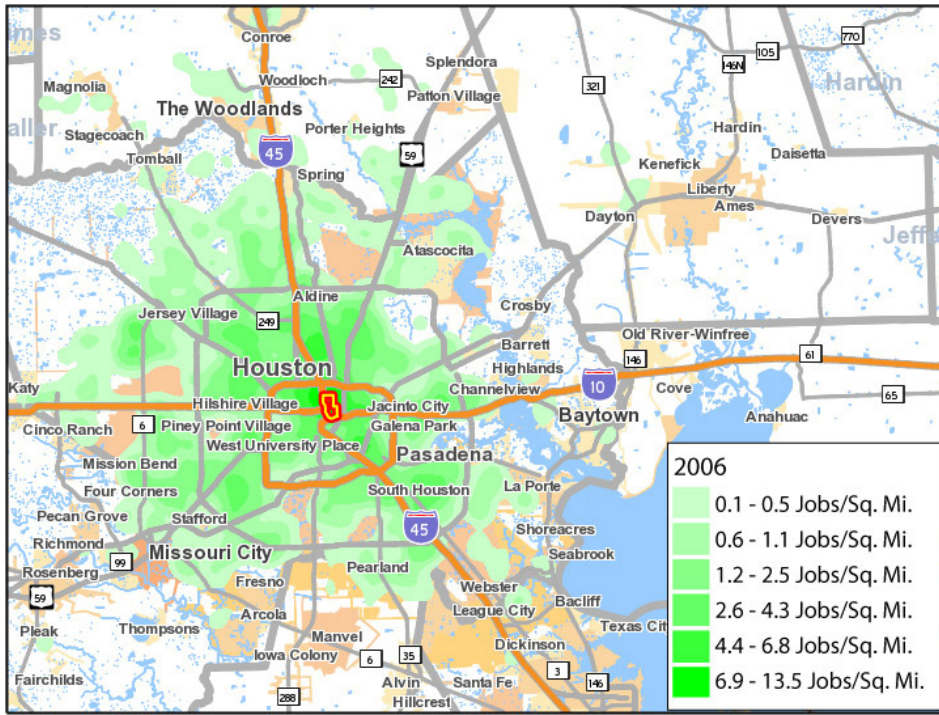 Conroe
770
105
Splendora
146N
Woodloch
242
321
Hardin
Magnolia
Patton Village
The Woodlands
Stagecoach
Porter Heights
Hardin
45
59
Daisetta
Tomball
Kenefick
Spring
Liberty
Ames
Dayton
Devers
Atascocita
Aldine
Crosby
Jersey Village
249
Old River-Winfree
Barrett
146
61
Houston
Highlands
Katy
10
Cove
65
Channelview
Hilshire Village
Jacinto City
Baytown
Anahuac
6
Piney Point Village
Galena Park
Cinco Ranch
West University Place
Pasadena
Mission Bend
2006
Four Corners
South Houston
La Porte
0.1 - 0.5 Jobs/Sq. Mi.
Pecan Grove
Stafford
45
Shoreacres
0.6 - 1.1 Jobs/Sq. Mi.
Richmond
Missouri City
Seabrook
99
Pearland
1.2 - 2.5 Jobs/Sq. Mi.
Rosenberg
Fresno
Webster
59
Bacliff
2.6 - 4.3 Jobs/Sq. Mi.
Arcola
League City
Thompsons
Texas City
Pleak
Manvel
Dickinson
4.4 - 6.8 Jobs/Sq. Mi.
Iowa Colony
6
35
3
Fairchilds
Alvin
Santa Fe
146
6.9 - 13.5 Jobs/Sq. Mi.
288
Hillcrest